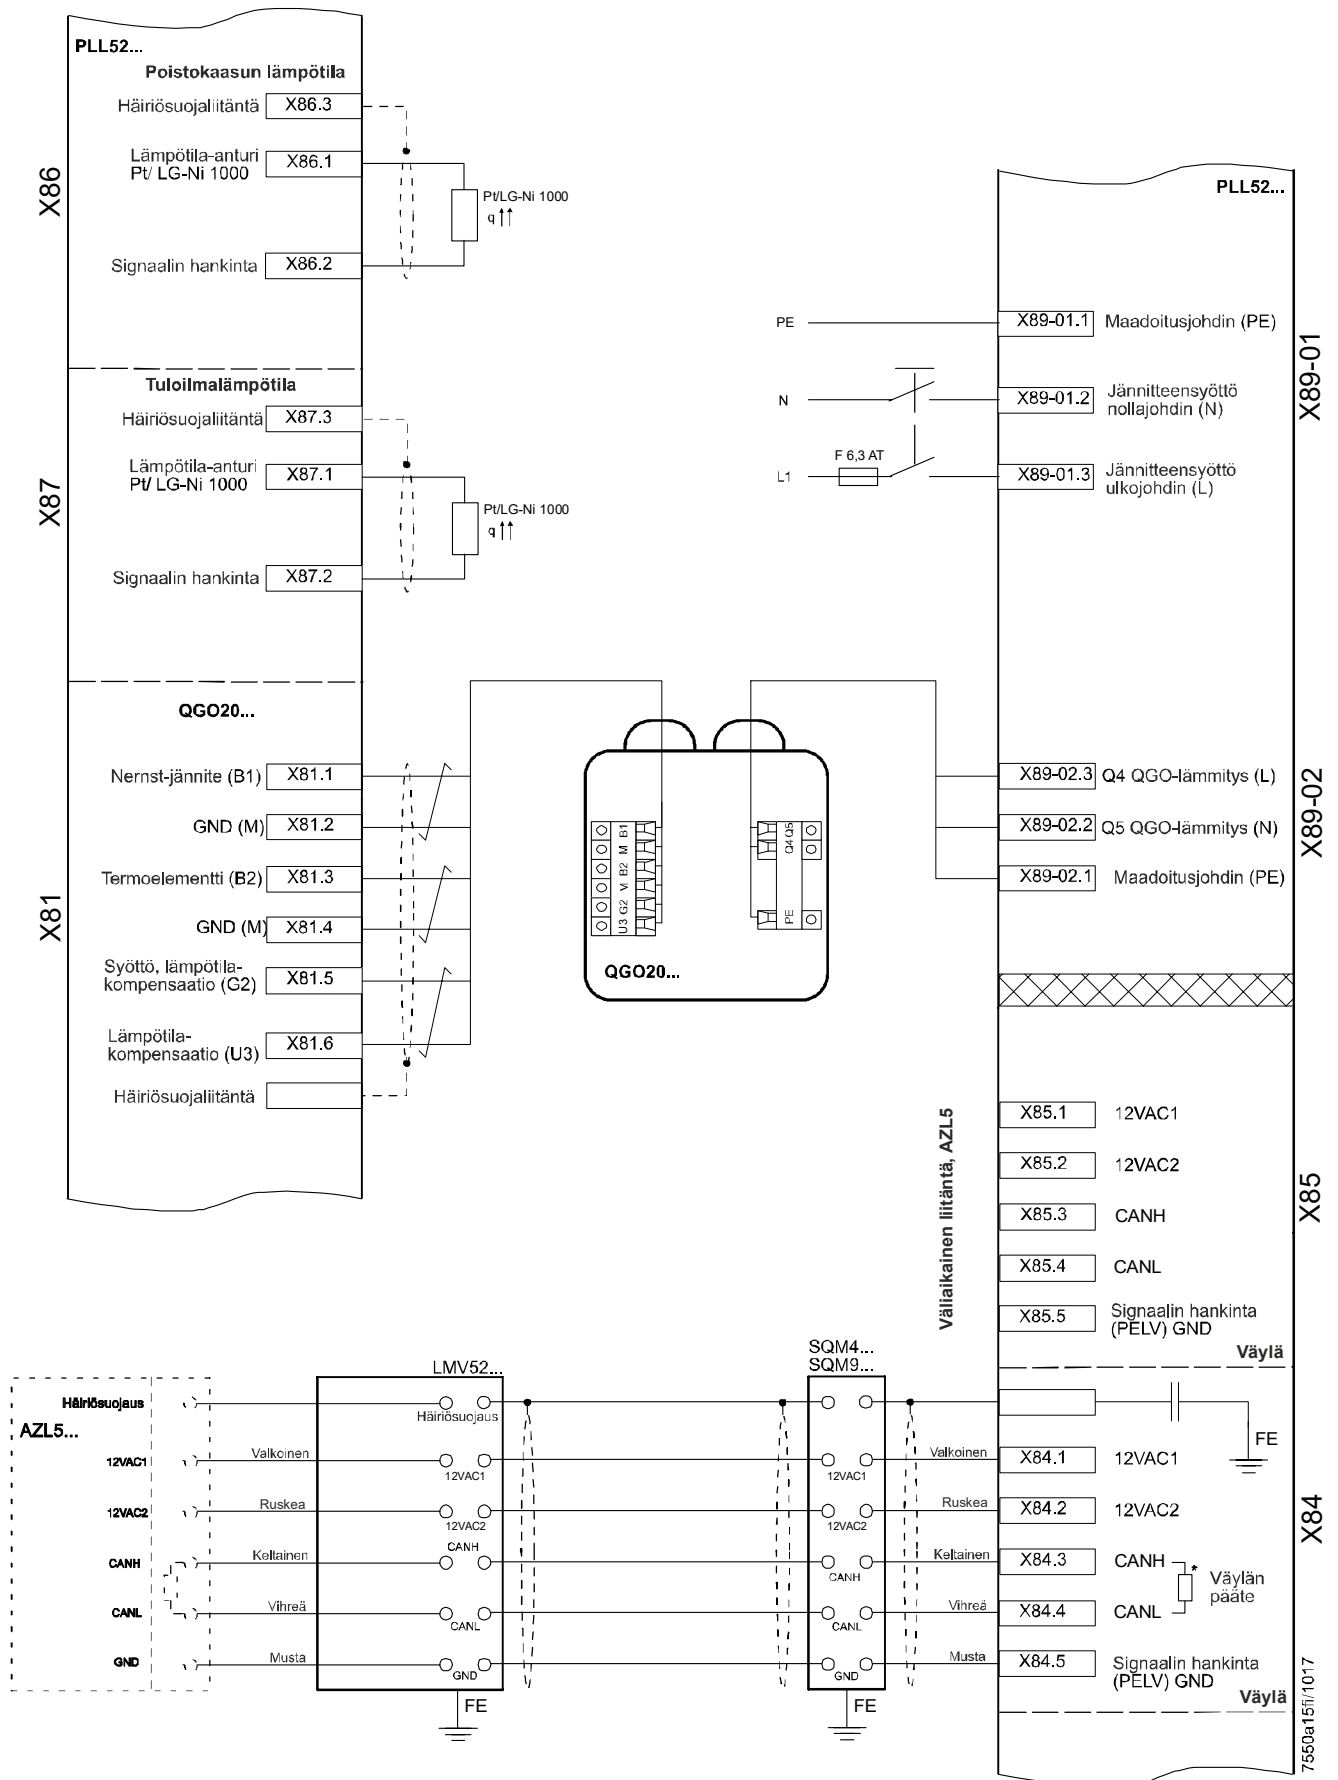 PLL52...
Poistokaasun lämpötila
Häiriösuojaliitäntä
X86.3
Lämpötila-anturi
Pt/ LG-Ni 1000
X86.1
Pt/LG-Ni 1000
q ↑↑
Signaalin hankinta
X86.2
X86
Tuloilmalämpötila
Häiriösuojaliitäntä
X87.3
Lämpötila-anturi
Pt/ LG-Ni 1000
X87.1
Pt/LG-Ni 1000
q ↑↑
Signaalin hankinta
X87.2
X87
QGO20...
Nernst-jännite (B1)
X81.1
GND (M)
X81.2
Termoelementti (B2)
X81.3
GND (M)
X81.4
Syöttö, lämpötila-
kompensaatio (G2)
X81.5
Lämpötila-
kompensaatio (U3)
X81.6
Häiriösuojaliitäntä
X81
B1
M
B2
M
G2
U3
Q5
Q4
PE
QGO20...
PLL52...
PE
X89-01.1
Maadoitusjohdin (PE)
N
X89-01.2
Jännitteensyöttö
nollajohdin (N)
F 6,3 AT
L1
X89-01.3
Jännitteensyöttö
ulkojohdin (L)
X89-01
X89-02.3
Q4 QGO-lämmitys (L)
X89-02.2
Q5 QGO-lämmitys (N)
X89-02.1
Maadoitusjohdin (PE)
X89-02
Väliaikainen liitäntä, AZL5
X85.1
12VAC1
X85.2
12VAC2
X85.3
CANH
X85.4
CANL
X85.5
Signaalin hankinta
(PELV) GND
Väylä
X85
AZL5...
Häiriösuojaus
12VAC1
12VAC2
CANH
CANL
GND
Valkoinen
Ruskea
Keltainen
Vihreä
Musta
LMV52...
Häiriösuojaus
12VAC1
12VAC2
CANH
CANL
GND
FE
SQM4...
SQM9...
12VAC1
12VAC2
CANH
CANL
GND
FE
Valkoinen
Ruskea
Keltainen
Vihreä
Musta
FE
X84.1
12VAC1
X84.2
12VAC2
X84.3
CANH
*
Väylän
pääte
X84.4
CANL
X84.5
Signaalin hankinta
(PELV) GND
Väylä
X84
7550a15fi/1017